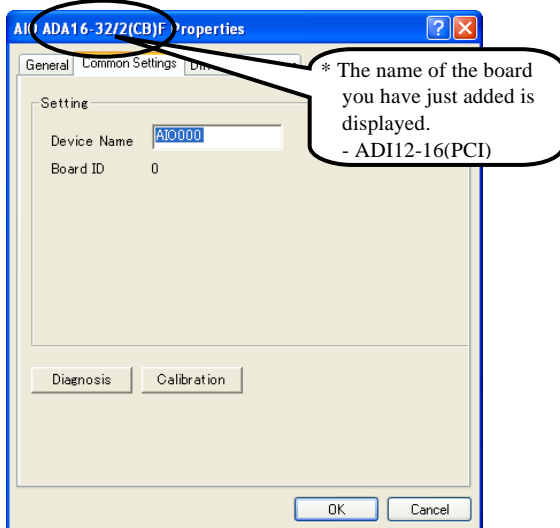 AIO ADA16-32/2(CB)F Properties
General Common Settings
* The name of the board
you have just added is
displayed.
- ADI12-16(PCI)
Setting
Device Name AIO000
Board ID 0
Diagnosis Calibration
OK Cancel